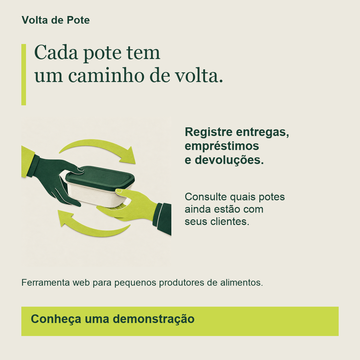 Volta de Pote
Cada pote tem
um caminho de volta.
Registre entregas,
empréstimos
e devoluções.
Consulte quais potes
ainda estão com
seus clientes.
Ferramenta web para pequenos produtores de alimentos.
Conheça uma demonstração